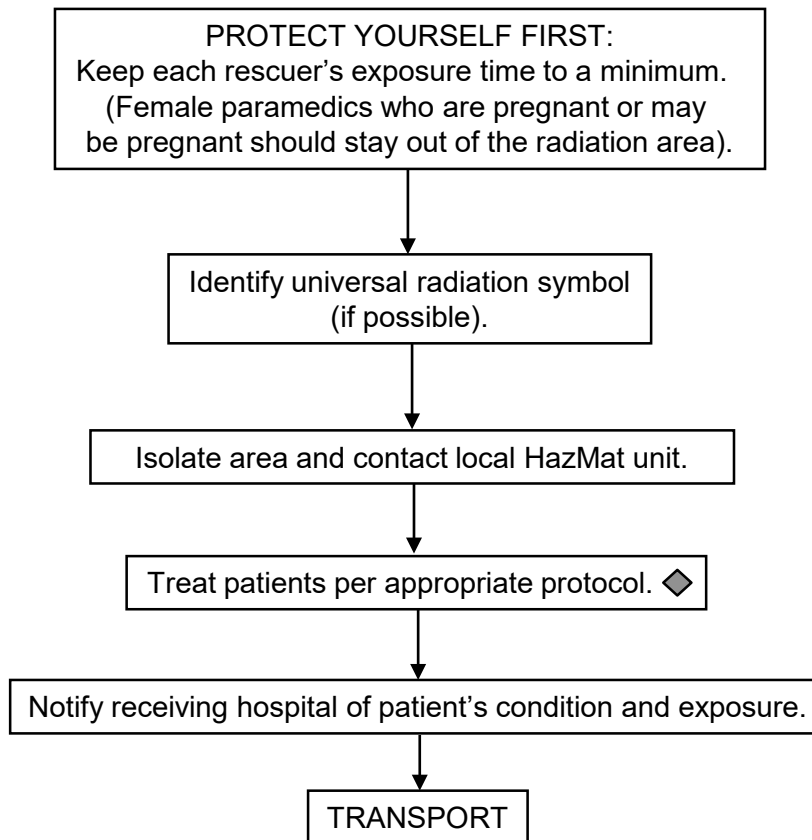 PROTECT YOURSELF FIRST:
Keep each rescuer’s exposure time to a minimum.
(Female paramedics who are pregnant or may
be pregnant should stay out of the radiation area).
Identify universal radiation symbol
(if possible).
Isolate area and contact local HazMat unit.
Treat patients per appropriate protocol.
Notify receiving hospital of patient’s condition and exposure.
TRANSPORT